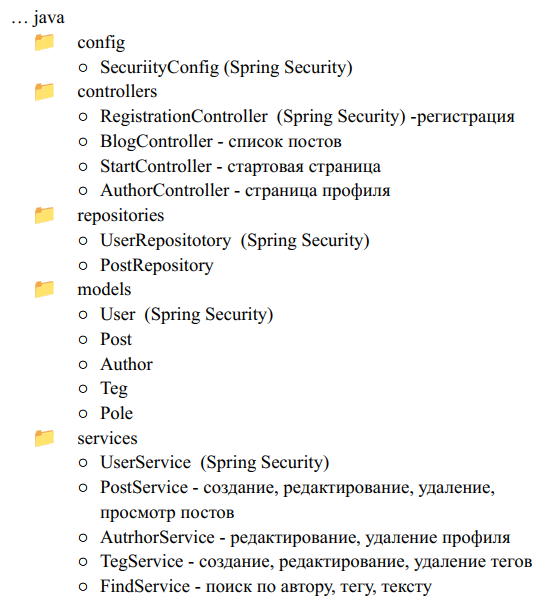 … java
config
SecuriityConfig (Spring Security)
controllers
RegistrationController (Spring Security) -регистрация
BlogController - список постов
StartController - стартовая страница
AuthorController - страница профиля
repositories
UserRepositotory (Spring Security)
PostRepository
models
User (Spring Security)
Post
Author
Teg
Pole
services
UserService (Spring Security)
PostService - создание, редактирование, удаление,
просмотр постов
AutrhorService - редактирование, удаление профиля
TegService - создание, редактирование, удаление тегов
FindService - поиск по автору, тегу, тексту